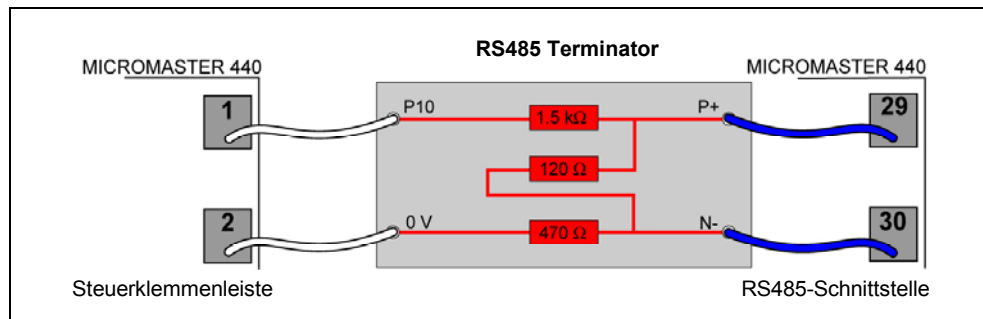 RS485 Terminator
MICROMASTER 440
MICROMASTER 440
1
P10
1.5 kΩ
P+
29
120 Ω
2
0 V
470 Ω
N-
30
Steuerklemmenleiste
RS485-Schnittstelle